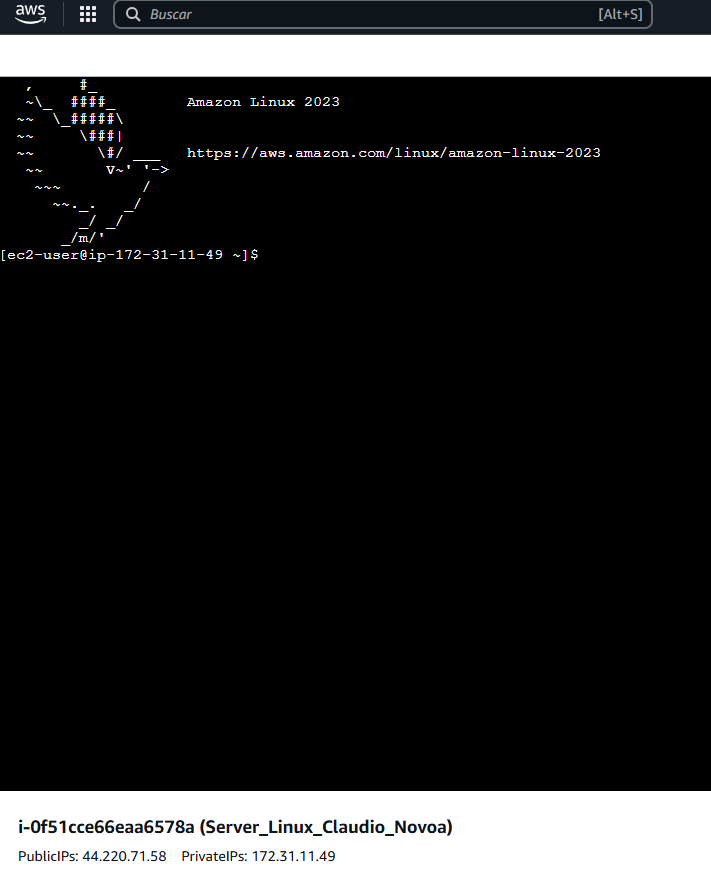 aws
Buscar [Alt+S]
   ,     #_
   ~\_  ####_        Amazon Linux 2023
  ~~  \_#####\
  ~~     \###|
  ~~       \#/ ___   https://aws.amazon.com/linux/amazon-linux-2023
   ~~       V~' '->
    ~~~         /
      ~~._.   _/
         _/ _/
       _/m/'
[ec2-user@ip-172-31-11-49 ~]$
i-0f51cce66eaa6578a (Server_Linux_Claudio_Novoa)
PublicIPs: 44.220.71.58 PrivateIPs: 172.31.11.49